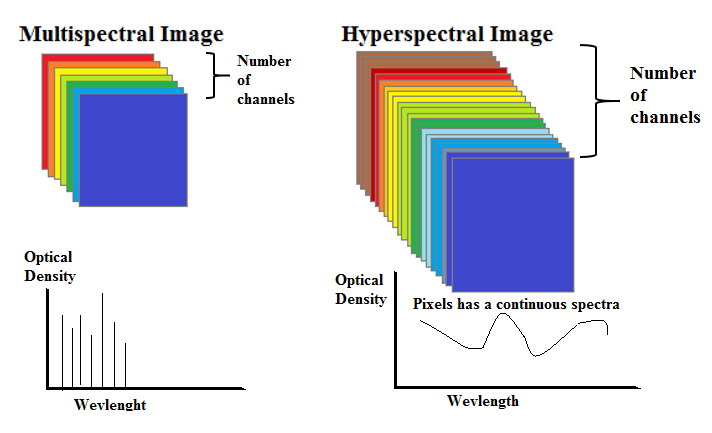 Multispectral Image
Number
of
channels
Optical
Density
Wevlenght
Hyperspectral Image
Number
of
channels
Optical
Density
Pixels has a continuous spectra
Wevlength